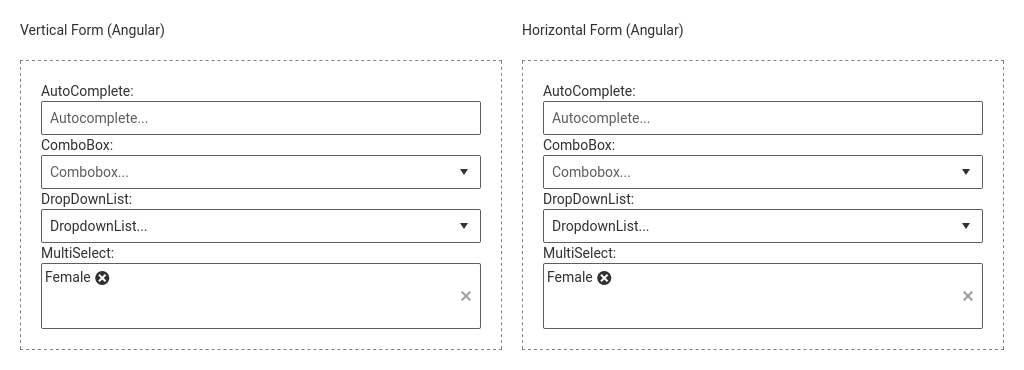 Vertical Form (Angular)
AutoComplete:
Autocomplete...
ComboBox:
Combobox...
DropDownList:
DropdownList...
MultiSelect:
Female
Horizontal Form (Angular)
AutoComplete:
Autocomplete...
ComboBox:
Combobox...
DropDownList:
DropdownList...
MultiSelect:
Female